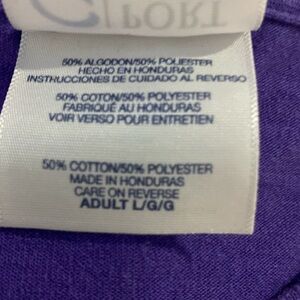 PORT
50% ALGODON/50% POLIESTER
HECHO EN HONDURAS
INSTRUCCIONES DE CUIDADO AL REVERSO
50% COTON/50% POLYESTER
FABRIQUÉ AU HONDURAS
VOIR VERSO POUR ENTRETIEN
50% COTTON/50% POLYESTER
MADE IN HONDURAS
CARE ON REVERSE
ADULT L/G/G